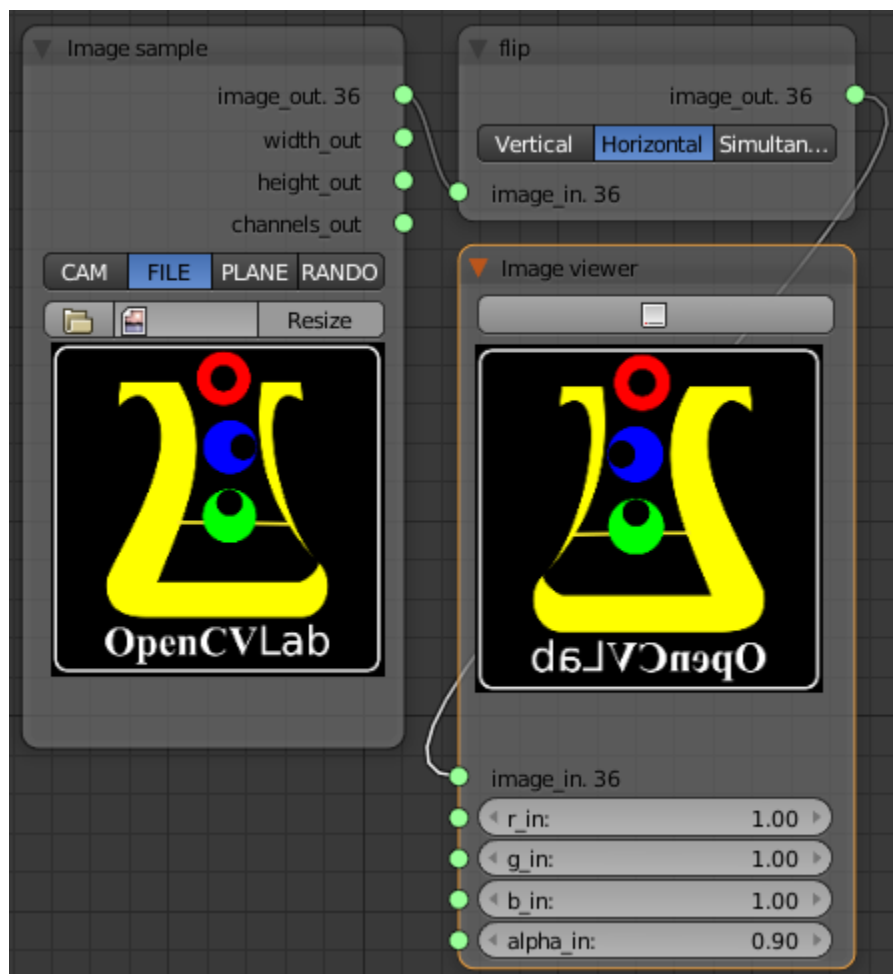 Image sample
image_out. 36
width_out
height_out
channels_out
CAM FILE PLANE RANDO
Resize
OpenCVLab
flip
image_out. 36
Vertical Horizontal Simultan...
image_in. 36
Image viewer
OpenCVLab
image_in. 36
r_in: 1.00
g_in: 1.00
b_in: 1.00
alpha_in: 0.90